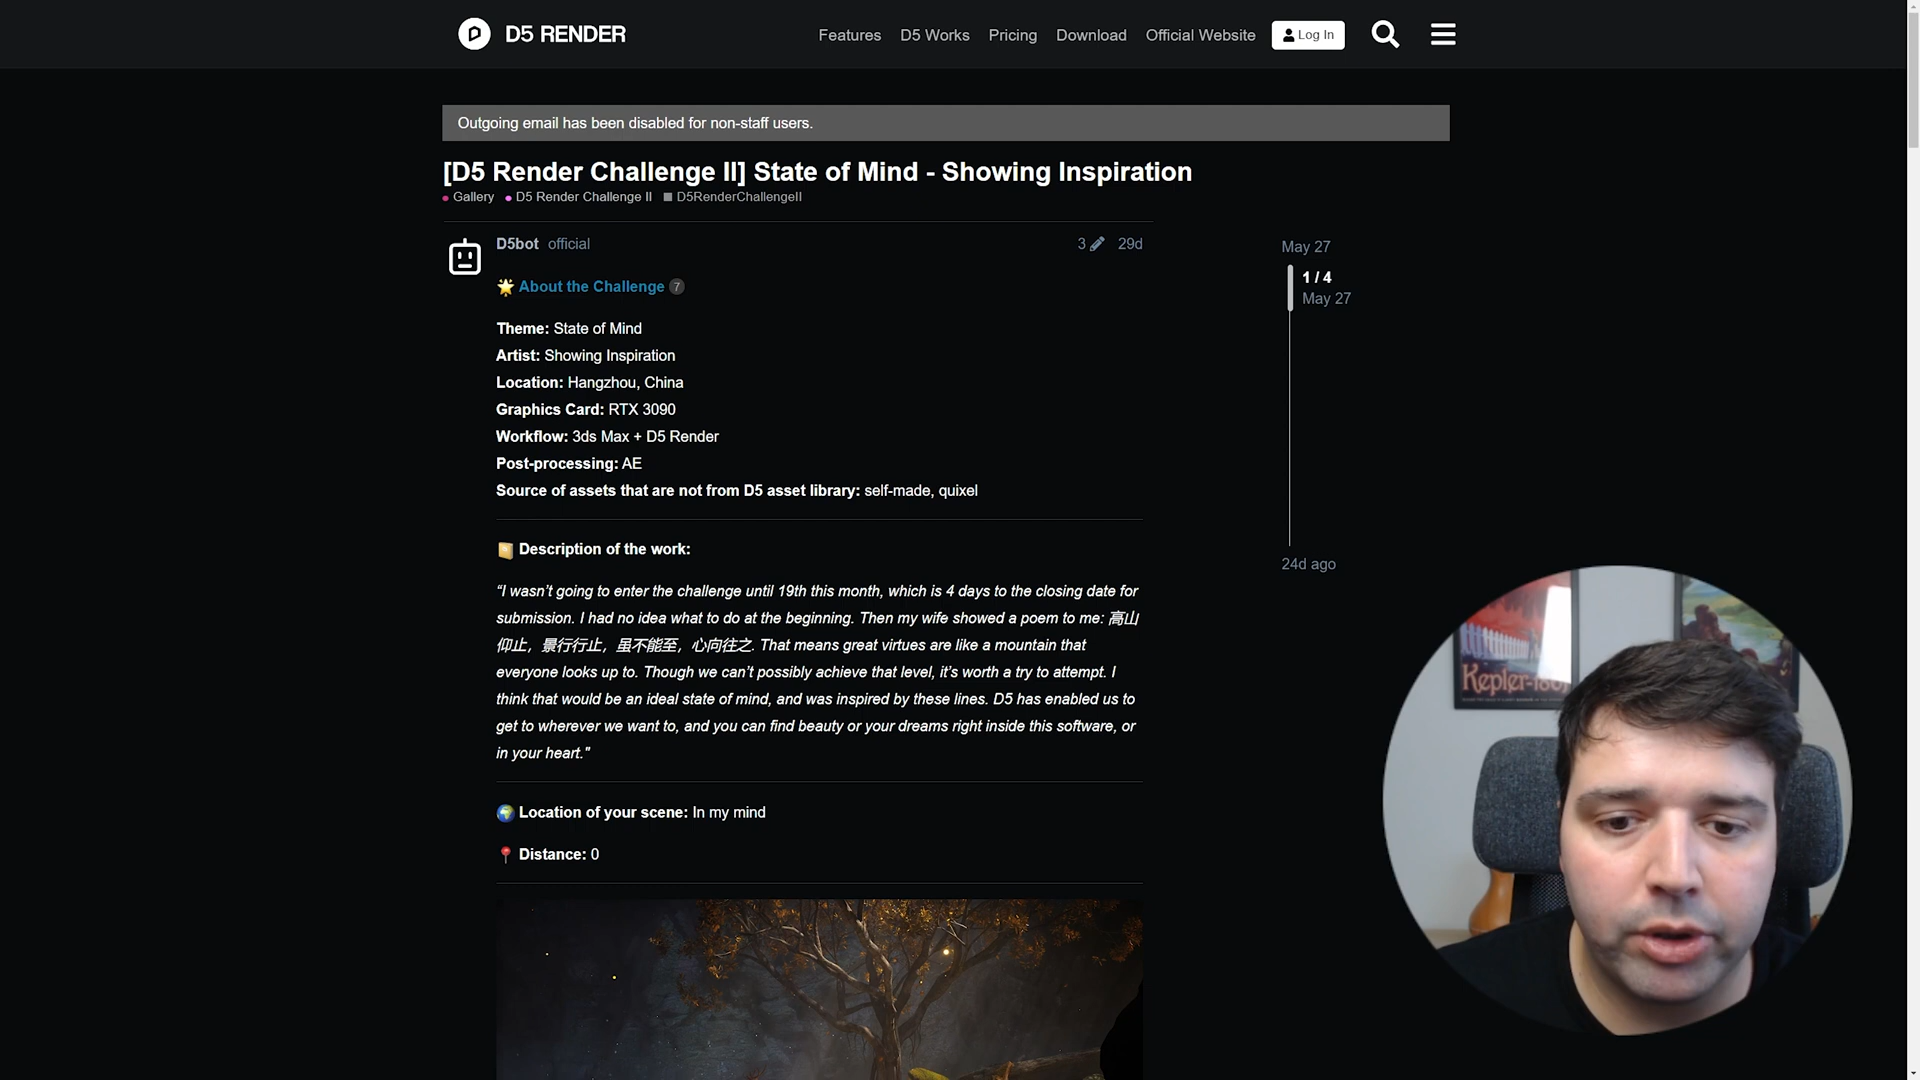 D5 RENDER
Features D5 Works Pricing Download Official Website Log In
Outgoing email has been disabled for non-staff users.
[D5 Render Challenge II] State of Mind - Showing Inspiration
Gallery D5 Render Challenge II D5RenderChallengeII
D5bot official 3 29d
About the Challenge 7
Theme: State of Mind
Artist: Showing Inspiration
Location: Hangzhou, China
Graphics Card: RTX 3090
Workflow: 3ds Max + D5 Render
Post-processing: AE
Source of assets that are not from D5 asset library: self-made, quixel
Description of the work:
“I wasn’t going to enter the challenge until 19th this month, which is 4 days to the closing date for
submission. I had no idea what to do at the beginning. Then my wife showed a poem to me: 高山
仰止，景行行止，虽不能至，心向往之. That means great virtues are like a mountain that
everyone looks up to. Though we can’t possibly achieve that level, it’s worth a try to attempt. I
think that would be an ideal state of mind, and was inspired by these lines. D5 has enabled us to
get to wherever we want to, and you can find beauty or your dreams right inside this software, or
in your heart."
Location of your scene: In my mind
Distance: 0
May 27
1 / 4
May 27
24d ago